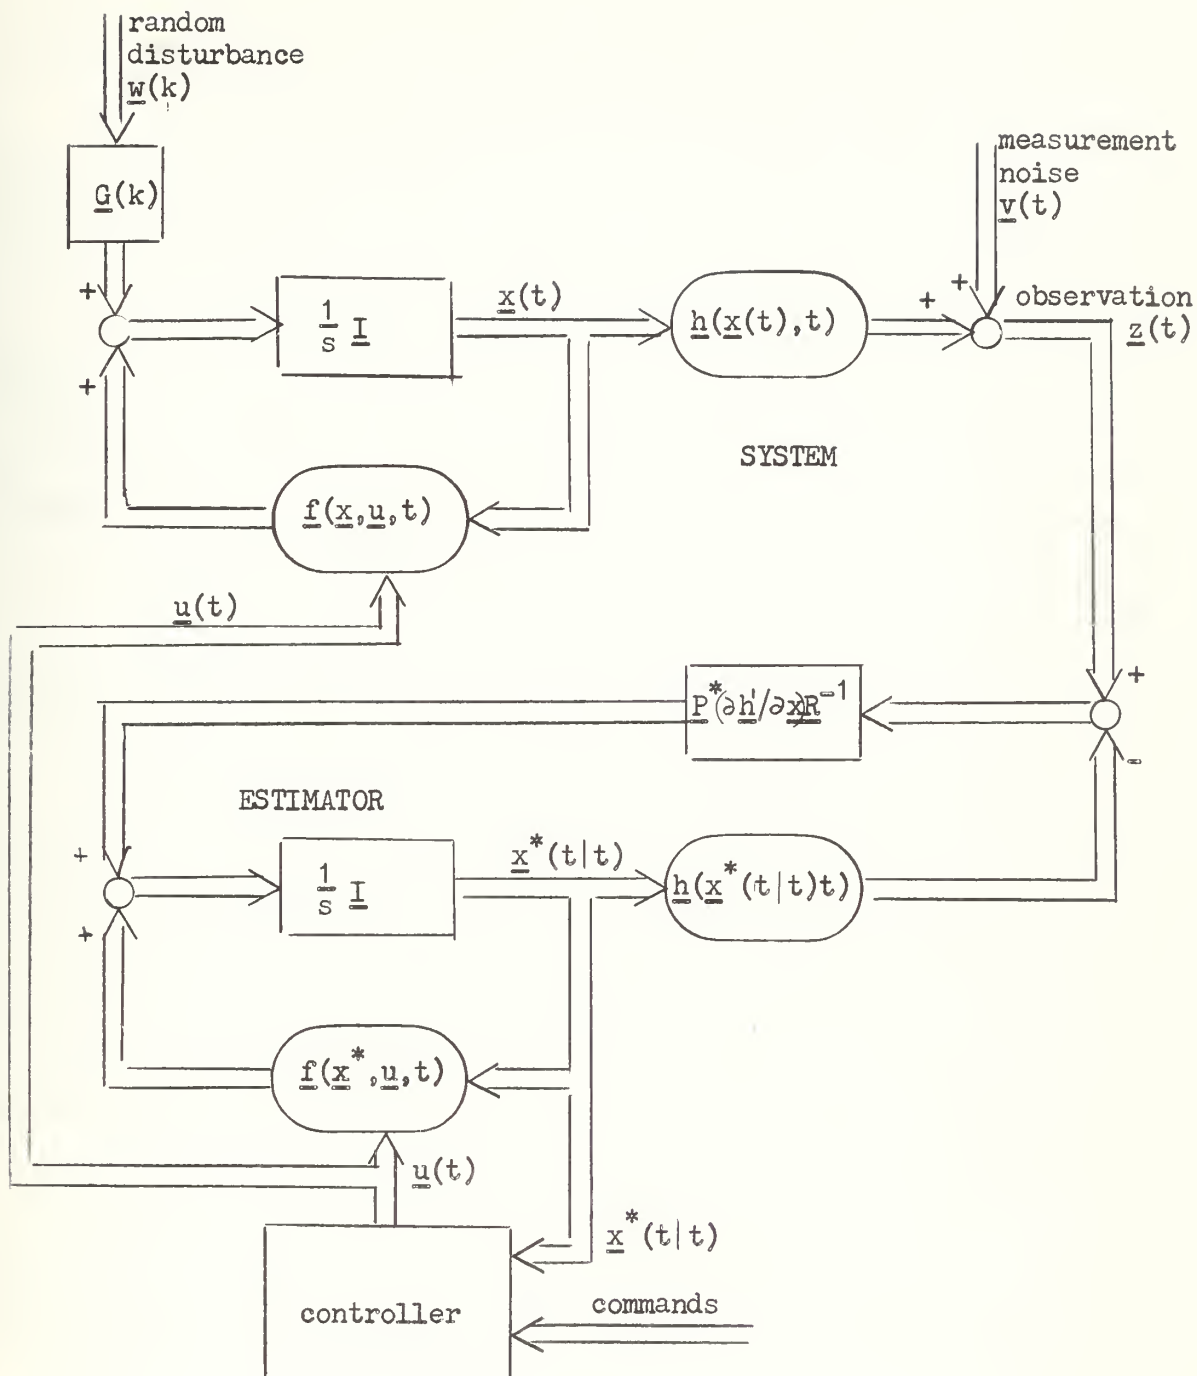 random
disturbance
w(k)
G(k)
measurement
noise
v(t)
+
1/s I
x(t)
h(x(t),t)
+
+
observation
z(t)
+
SYSTEM
f(x,u,t)
u(t)
P*(∂h'/∂x)R⁻¹
+
-
ESTIMATOR
+
1/s I
x*(t|t)
h(x*(t|t)t)
+
f(x*,u,t)
u(t)
x*(t|t)
controller
commands